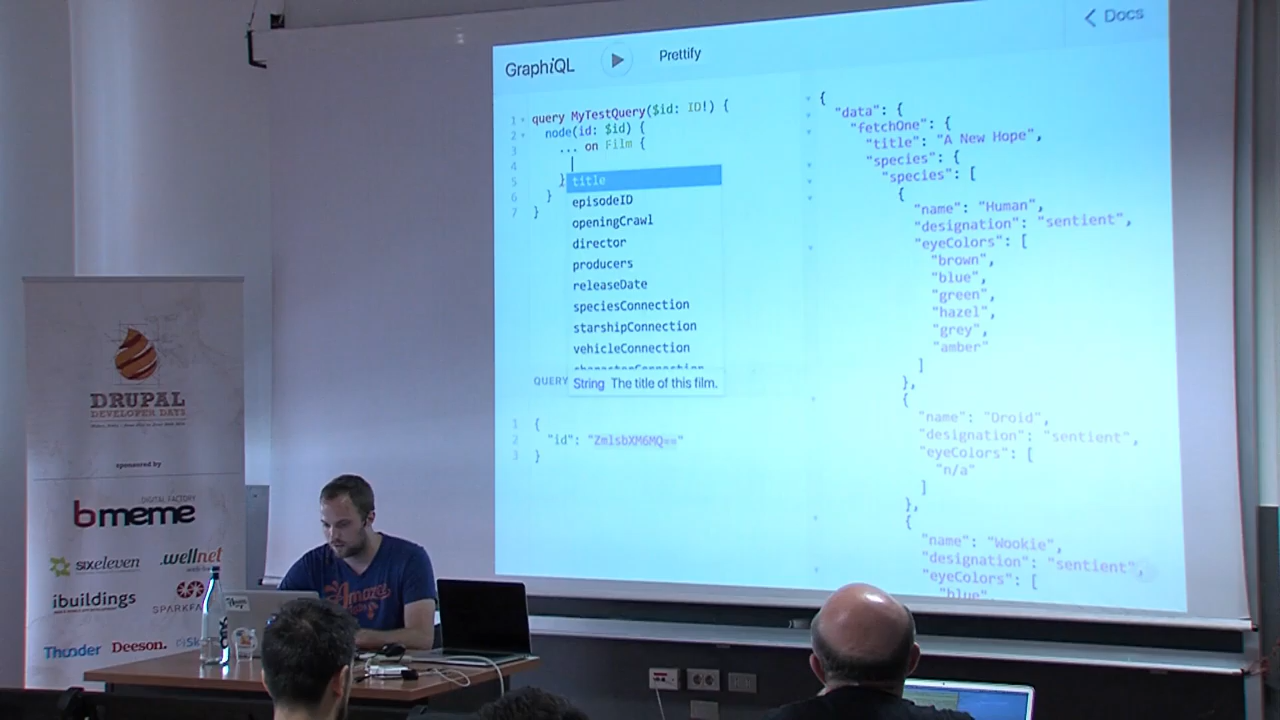 GraphiQL
Prettify
Docs
1 query MyTestQuery($id: ID!) {
2 node(id: $id) {
3 ... on Film {
4
5 }
6 }
7 }
title
episodeID
openingCrawl
director
producers
releaseDate
speciesConnection
starshipConnection
vehicleConnection
characterConnection
String The title of this film.
QUERY
1 {
2 "id": "ZmlsbXM6MQ=="
3 }
{
"data": {
"fetchOne": {
"title": "A New Hope",
"species": {
"species": [
{
"name": "Human",
"designation": "sentient",
"eyeColors": [
"brown",
"blue",
"green",
"hazel",
"grey",
"amber"
]
},
{
"name": "Droid",
"designation": "sentient",
"eyeColors": [
"n/a"
]
},
{
"name": "Wookie",
"designation": "sentient",
"eyeColors": [
"blue",
DRUPAL
DEVELOPER DAYS
sponsored by
DIGITAL FACTORY
bmeme
sixeleven
.wellnet
ibuildings
Thunder
Deeson.